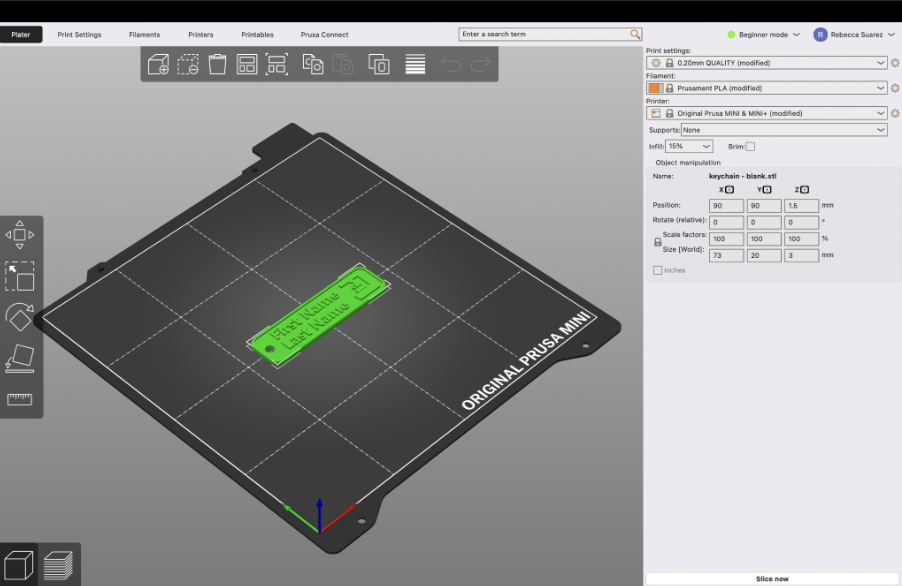 Plater Print Settings Filaments Printers Printables Prusa Connect Enter a search term Beginner mode R Rebecca Suarez
Print settings:
0.20mm QUALITY (modified)
Filament:
Prusament PLA (modified)
Printer:
Original Prusa MINI & MINI+ (modified)
Supports: None
Infill: 15% Brim:
Object manipulation
Name: keychain - blank.stl
X Y Z
Position: 90 90 1.5 mm
Rotate (relative): 0 0 0 °
Scale factors: 100 100 100 %
Size [World]: 73 20 3 mm
Inches
First Name
Last Name
ORIGINAL PRUSA MINI
Slice now